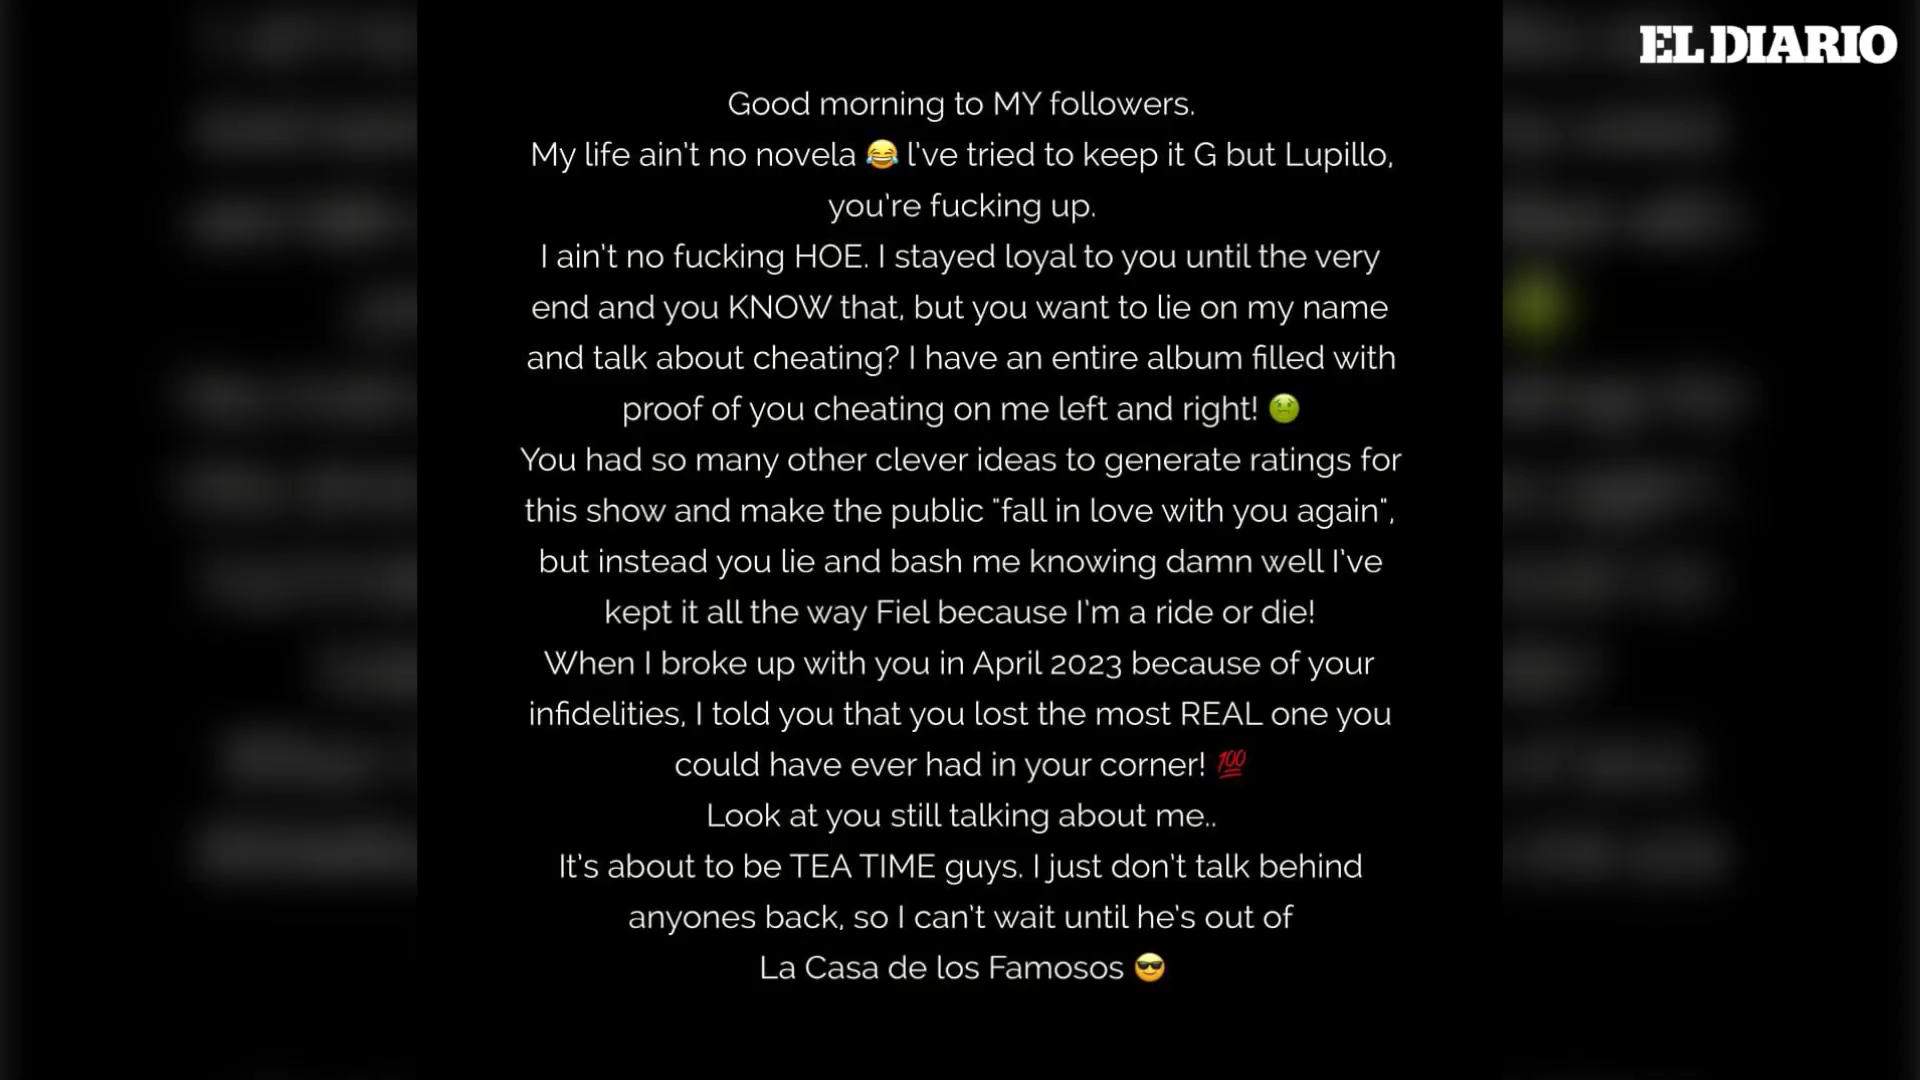 EL DIARIO
Good morning to MY followers.
My life ain't no novela 😂 I've tried to keep it G but Lupillo,
you're fucking up.
I ain't no fucking HOE. I stayed loyal to you until the very
end and you KNOW that, but you want to lie on my name
and talk about cheating? I have an entire album filled with
proof of you cheating on me left and right! 🤢
You had so many other clever ideas to generate ratings for
this show and make the public "fall in love with you again",
but instead you lie and bash me knowing damn well I've
kept it all the way Fiel because I'm a ride or die!
When I broke up with you in April 2023 because of your
infidelities, I told you that you lost the most REAL one you
could have ever had in your corner! 💯
Look at you still talking about me..
It's about to be TEA TIME guys. I just don't talk behind
anyones back, so I can't wait until he's out of
La Casa de los Famosos 😎